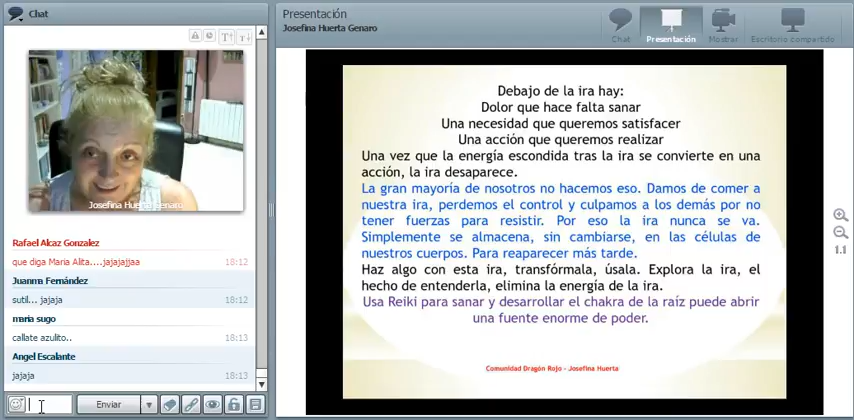 Chat
Josefina Huerta Genaro
Rafael Alcaz Gonzalez
que diga Maria Alita....jajajajjaa
18:12
Juanma Fernández
sutil... jajaja
18:12
maria sugo
callate azulito..
18:13
Angel Escalante
jajaja
18:13
Enviar
Presentación
Josefina Huerta Genaro
Chat
Presentación
Mostrar
Escritorio compartido
Debajo de la ira hay:
Dolor que hace falta sanar
Una necesidad que queremos satisfacer
Una acción que queremos realizar
Una vez que la energía escondida tras la ira se convierte en una
acción, la ira desaparece.
La gran mayoría de nosotros no hacemos eso. Damos de comer a
nuestra ira, perdemos el control y culpamos a los demás por no
tener fuerzas para resistir. Por eso la ira nunca se va.
Simplemente se almacena, sin cambiarse, en las células de
nuestros cuerpos. Para reaparecer más tarde.
Haz algo con esta ira, transfórmala, úsala. Explora la ira, el
hecho de entenderla, elimina la energía de la ira.
Usa Reiki para sanar y desarrollar el chakra de la raíz puede abrir
una fuente enorme de poder.
Comunidad Dragón Rojo - Josefina Huerta
1.1